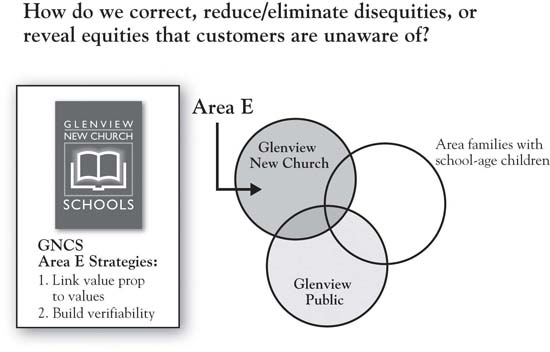 How do we correct, reduce/eliminate disequities, or
reveal equities that customers are unaware of?
GLENVIEW
NEW CHURCH
SCHOOLS
GNCS
Area E Strategies:
1. Link value prop
to values
2. Build verifiability
Area E
Glenview
New Church
Area families with
school-age children
Glenview
Public